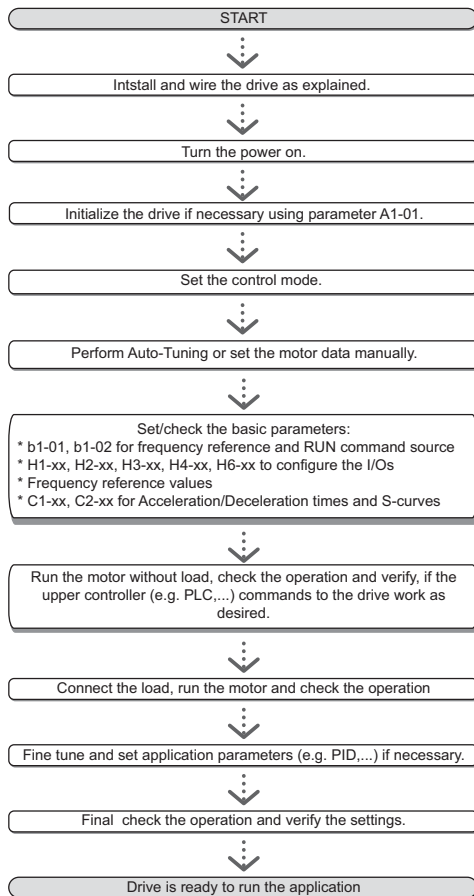 START
Intstall and wire the drive as explained.
Turn the power on.
Initialize the drive if necessary using parameter A1-01.
Set the control mode.
Perform Auto-Tuning or set the motor data manually.
Set/check the basic parameters:
* b1-01, b1-02 for frequency reference and RUN command source
* H1-xx, H2-xx, H3-xx, H4-xx, H6-xx to configure the I/Os
* Frequency reference values
* C1-xx, C2-xx for Acceleration/Deceleration times and S-curves
Run the motor without load, check the operation and verify, if the
upper controller (e.g. PLC,...) commands to the drive work as
desired.
Connect the load, run the motor and check the operation
Fine tune and set application parameters (e.g. PID,...) if necessary.
Final check the operation and verify the settings.
Drive is ready to run the application